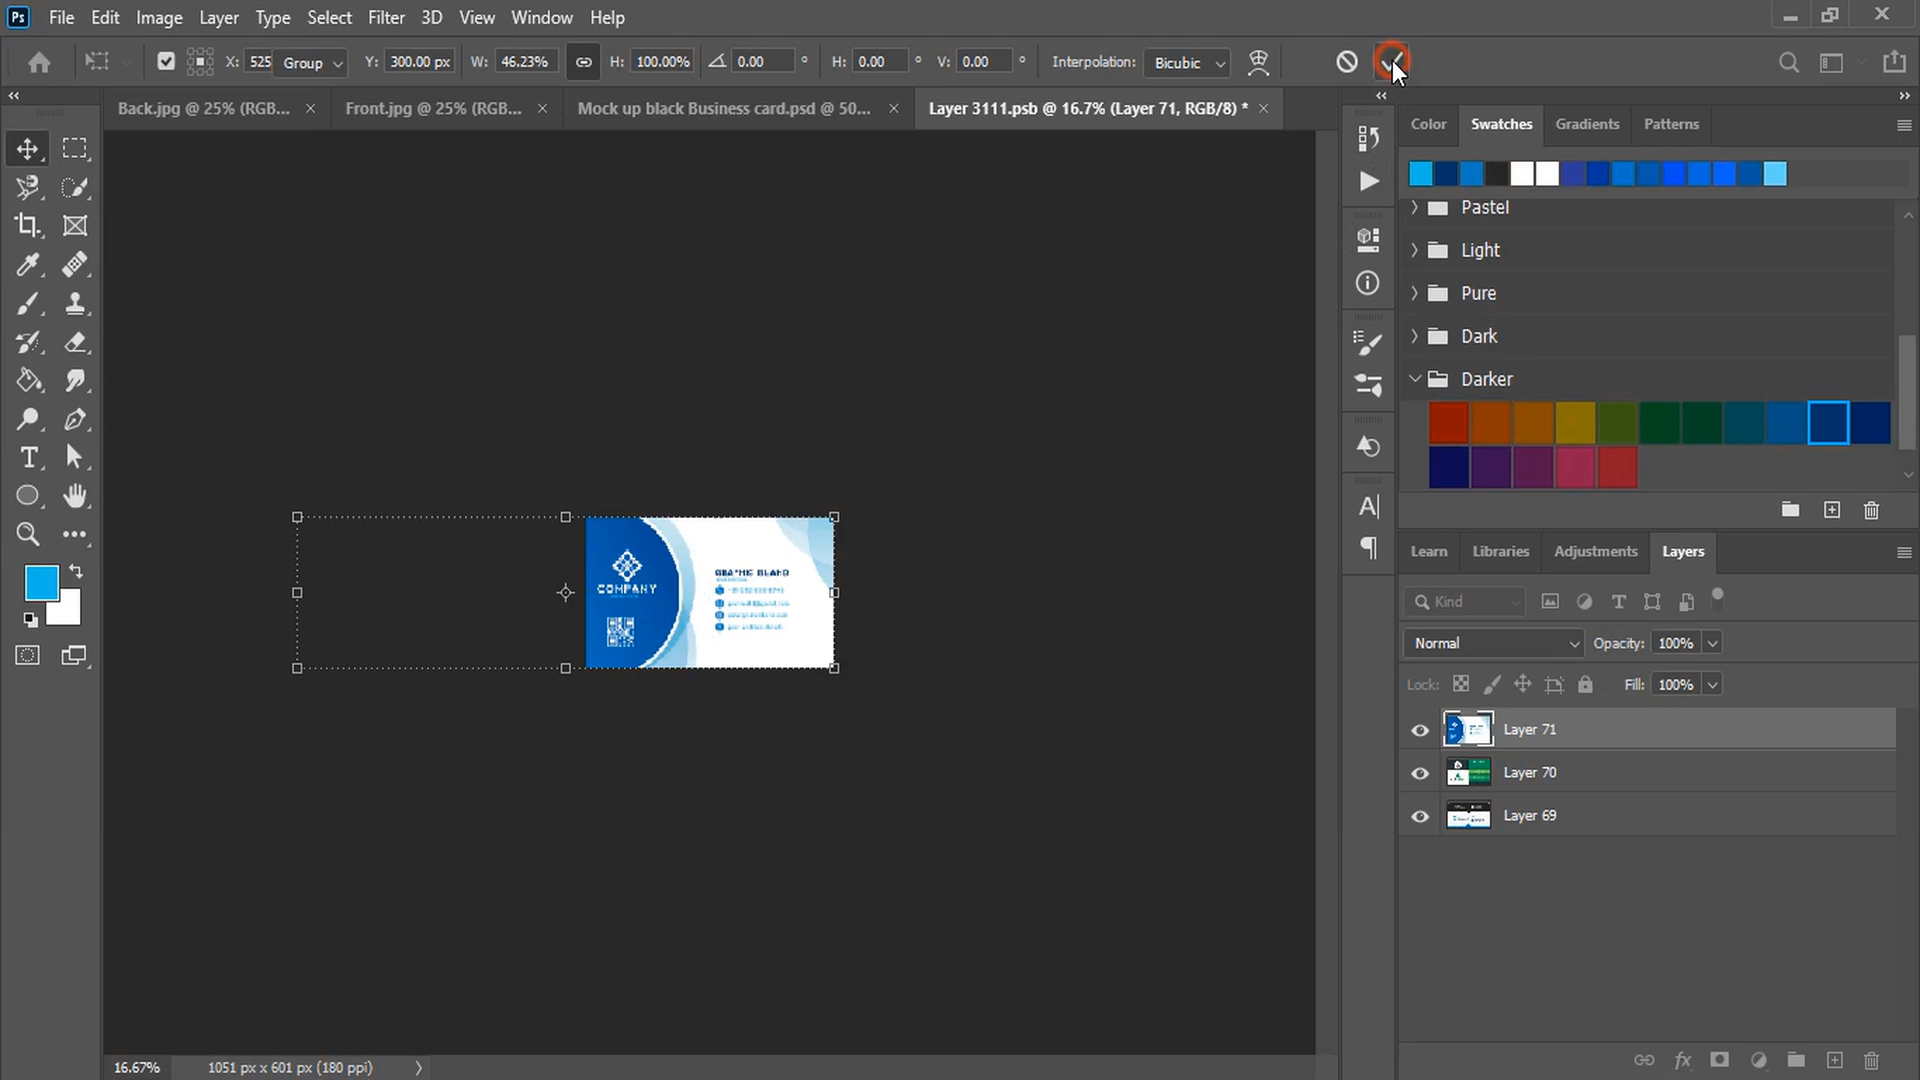 Ps File Edit Image Layer Type Select Filter 3D View Window Help
X: 525 Group Y: 300.00 px W: 46.23% H: 100.00% 0.00 ° H: 0.00 ° V: 0.00 ° Interpolation: Bicubic
Back.jpg @ 25% (RGB... Front.jpg @ 25% (RGB... Mock up black Business card.psd @ 50... Layer 3111.psb @ 16.7% (Layer 71, RGB/8) *
Color Swatches Gradients Patterns
Pastel
Light
Pure
Dark
Darker
COMPANY
GRAPHIC ISLAND
Learn Libraries Adjustments Layers
Kind
Normal Opacity: 100%
Lock: Fill: 100%
Layer 71
Layer 70
Layer 69
16.67% 1051 px x 601 px (180 ppi)